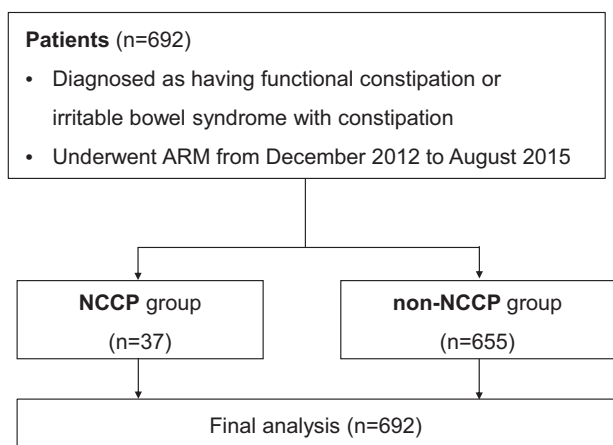 Patients (n=692)
• Diagnosed as having functional constipation or
irritable bowel syndrome with constipation
• Underwent ARM from December 2012 to August 2015
NCCP group
(n=37)
non-NCCP group
(n=655)
Final analysis (n=692)